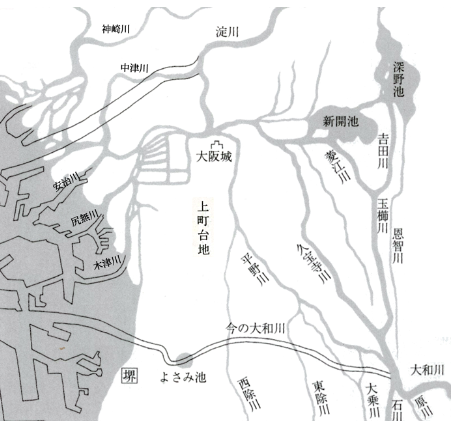 神崎川
淀川
中津川
深野池
新開池
吉田川
大阪城
菱江川
安治川
玉櫛川
上町台地
尻無川
恩智川
平野川
久宝寺川
木津川
今の大和川
堺
よさみ池
大和川
西除川
東除川
大乗川
石川
原川